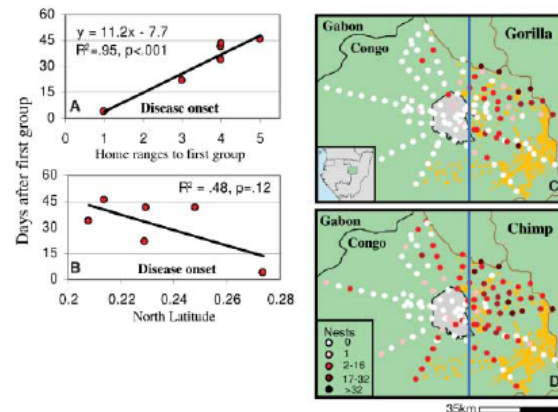 60
45
30
15
0
y = 11.2x - 7.7
R²=.95, p<.001
A
Disease onset
0 1 2 3 4 5 6
Home ranges to first group
Days after first group
60
45
30
15
0
R² = .48, p=.12
B
Disease onset
0.2 0.22 0.24 0.26 0.28
North Latitude
Gabon
Congo
Gorilla
C
Gabon
Congo
Chimp
Nests
0
1
2-16
17-32
>32
D
35km